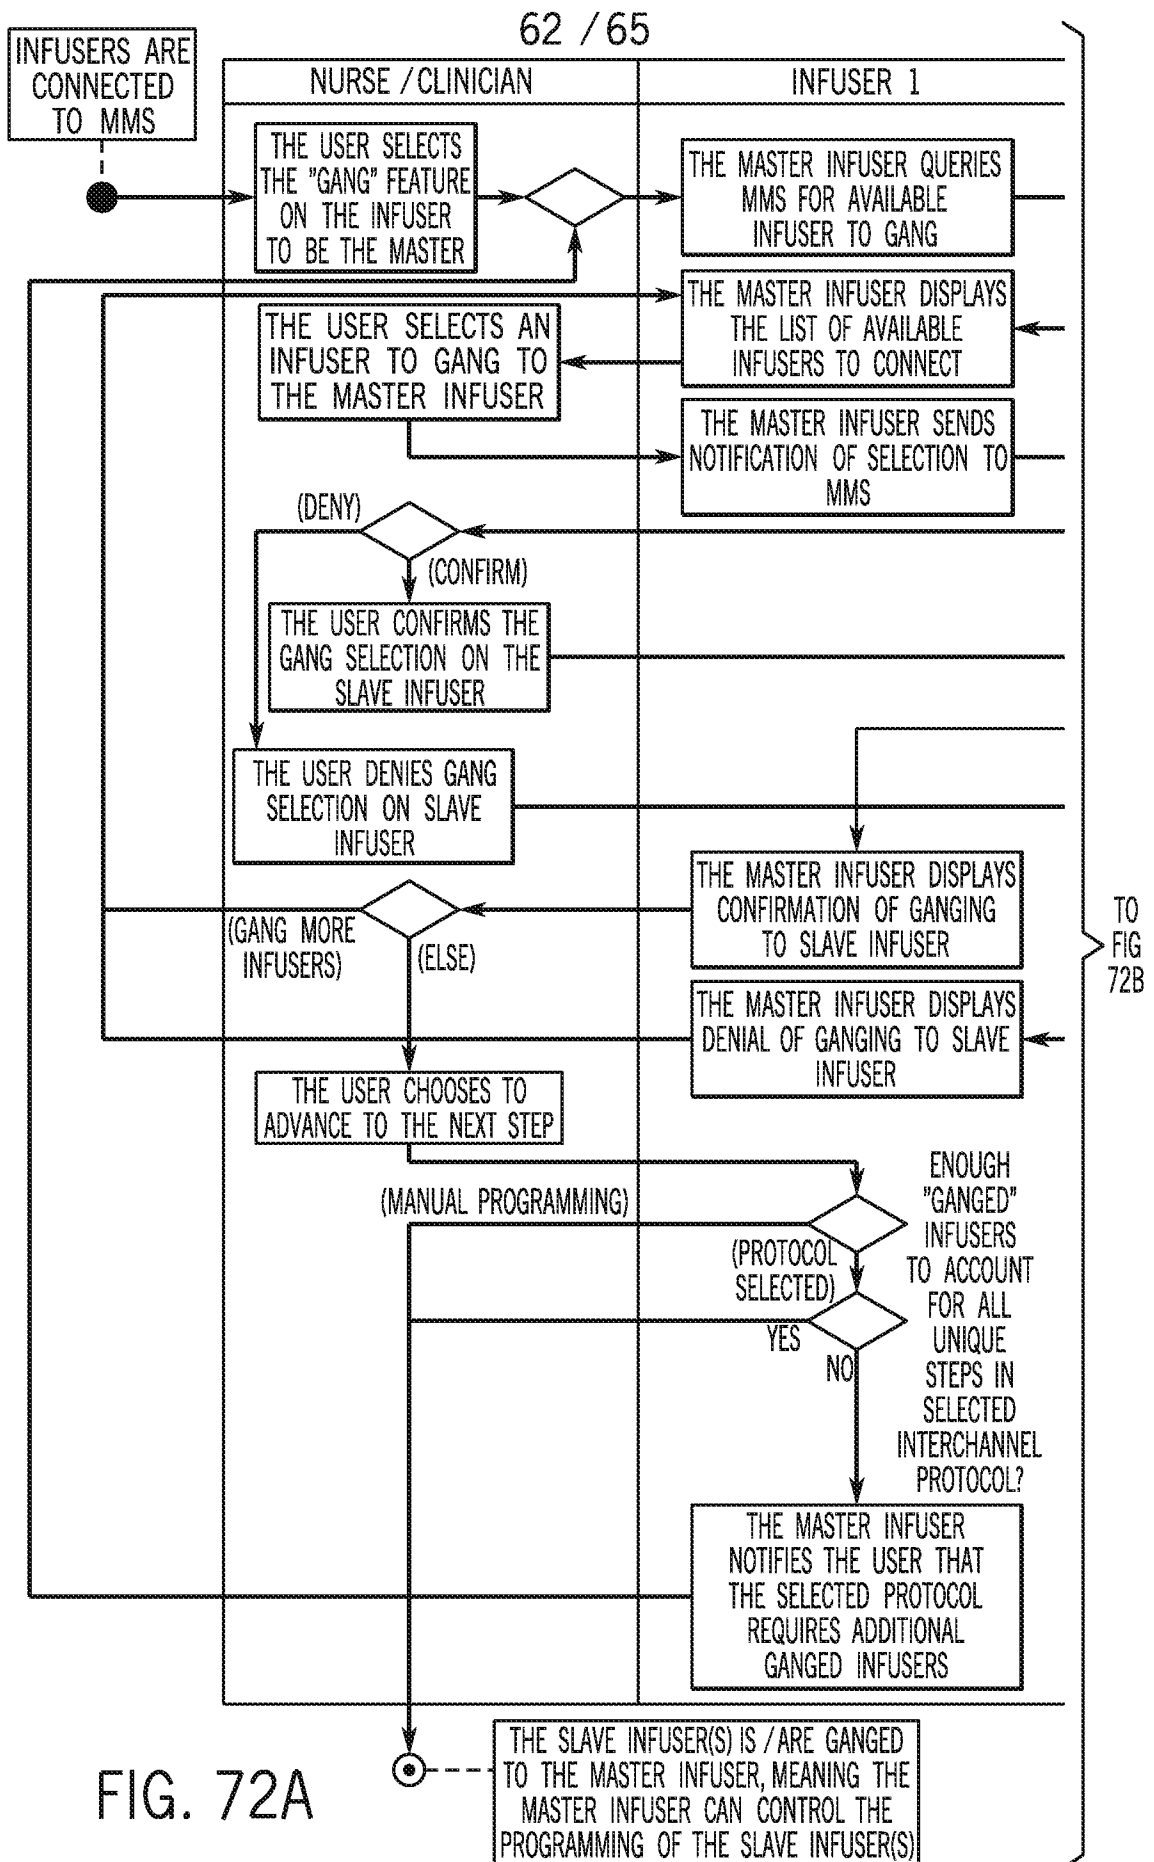 62 / 65
INFUSERS ARE
CONNECTED
TO MMS
NURSE / CLINICIAN
INFUSER 1
THE USER SELECTS
THE "GANG" FEATURE
ON THE INFUSER
TO BE THE MASTER
THE MASTER INFUSER QUERIES
MMS FOR AVAILABLE
INFUSER TO GANG
THE MASTER INFUSER DISPLAYS
THE LIST OF AVAILABLE
INFUSERS TO CONNECT
THE USER SELECTS AN
INFUSER TO GANG TO
THE MASTER INFUSER
THE MASTER INFUSER SENDS
NOTIFICATION OF SELECTION TO
MMS
(DENY)
(CONFIRM)
THE USER CONFIRMS THE
GANG SELECTION ON THE
SLAVE INFUSER
THE USER DENIES GANG
SELECTION ON SLAVE
INFUSER
THE MASTER INFUSER DISPLAYS
CONFIRMATION OF GANGING
TO SLAVE INFUSER
(GANG MORE
INFUSERS)
(ELSE)
TO
FIG
72B
THE MASTER INFUSER DISPLAYS
DENIAL OF GANGING TO SLAVE
INFUSER
THE USER CHOOSES TO
ADVANCE TO THE NEXT STEP
(MANUAL PROGRAMMING)
(PROTOCOL
SELECTED)
YES
NO
ENOUGH
"GANGED"
INFUSERS
TO ACCOUNT
FOR ALL
UNIQUE
STEPS IN
SELECTED
INTERCHANNEL
PROTOCOL?
THE MASTER INFUSER
NOTIFIES THE USER THAT
THE SELECTED PROTOCOL
REQUIRES ADDITIONAL
GANGED INFUSERS
THE SLAVE INFUSER(S) IS / ARE GANGED
TO THE MASTER INFUSER, MEANING THE
MASTER INFUSER CAN CONTROL THE
PROGRAMMING OF THE SLAVE INFUSER(S)
FIG. 72A